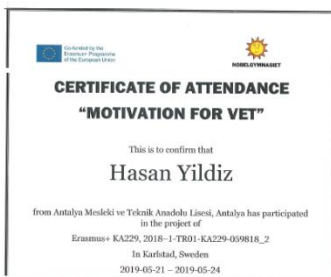 Co-funded by the
Erasmus+ Programme
of the European Union
NOBELGYMNASIET
CERTIFICATE OF ATTENDANCE
“MOTIVATION FOR VET”
This is to confirm that
Hasan Yildiz
from Antalya Mesleki ve Teknik Anadolu Lisesi, Antalya has participated
in the project of
Erasmus+ KA229, 2018-1-TR01-KA229-059818_2
In Karlstad, Sweden
2019-05-21 – 2019-05-24